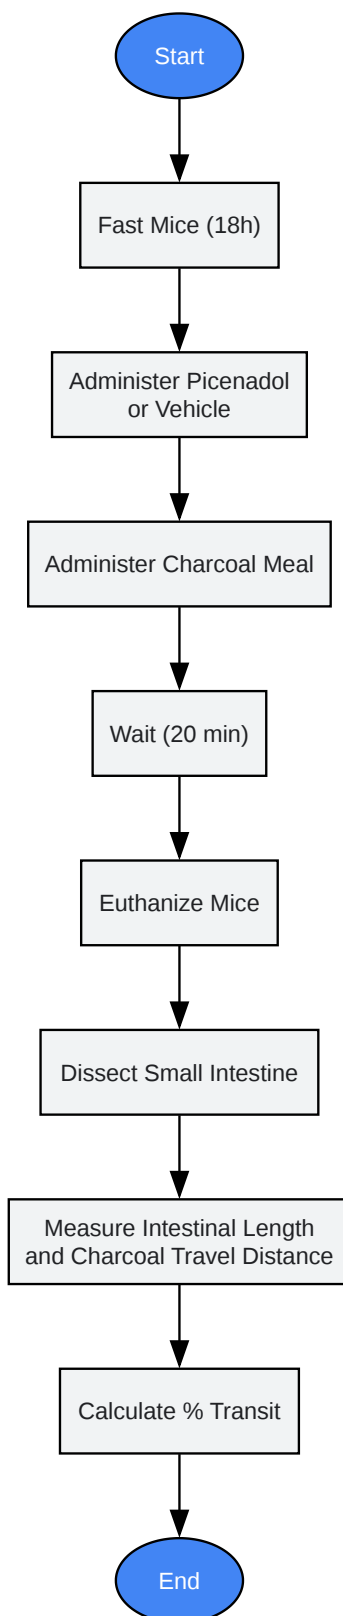 Start
Fast Mice (18h)
Administer Picenadol
or Vehicle
Administer Charcoal Meal
Wait (20 min)
Euthanize Mice
Dissect Small Intestine
Measure Intestinal Length
and Charcoal Travel Distance
Calculate % Transit
End